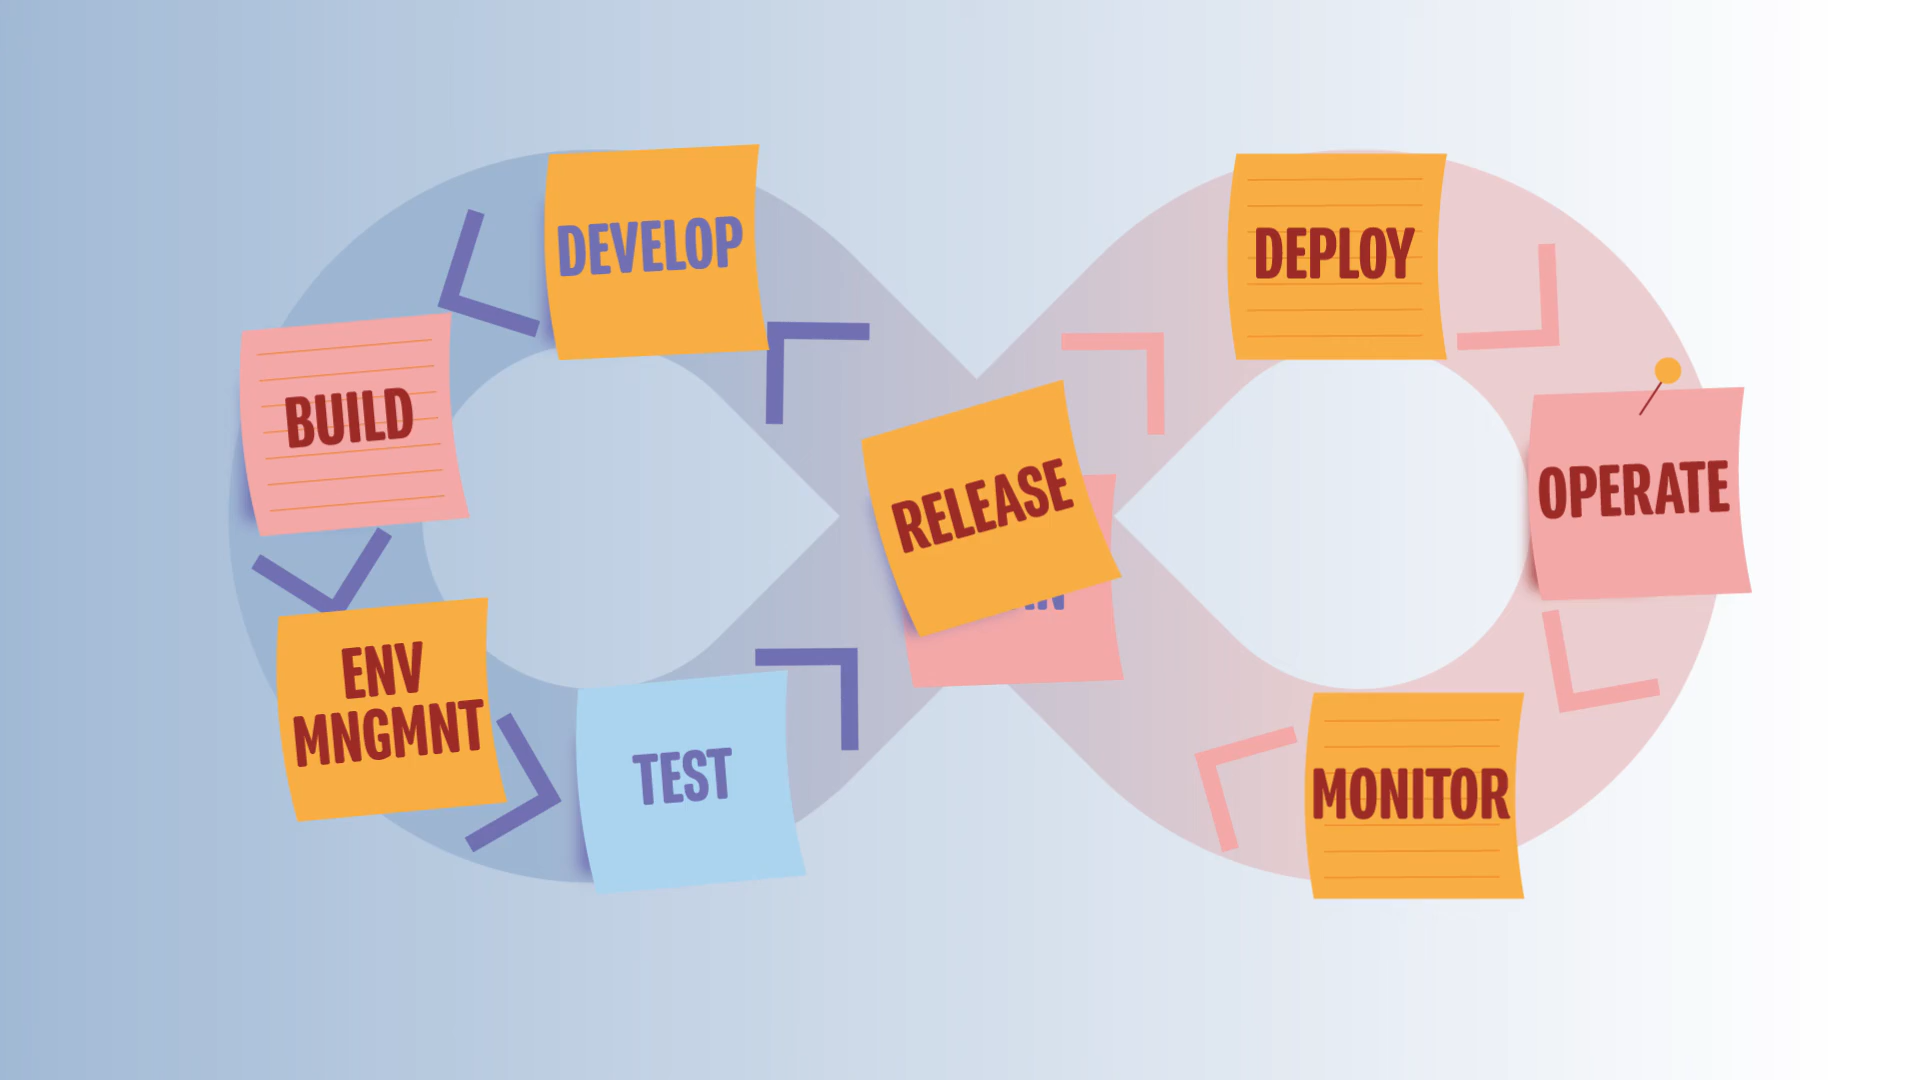 DEVELOP
DEPLOY
BUILD
OPERATE
RELEASE
ENV
MNGMNT
TEST
MONITOR